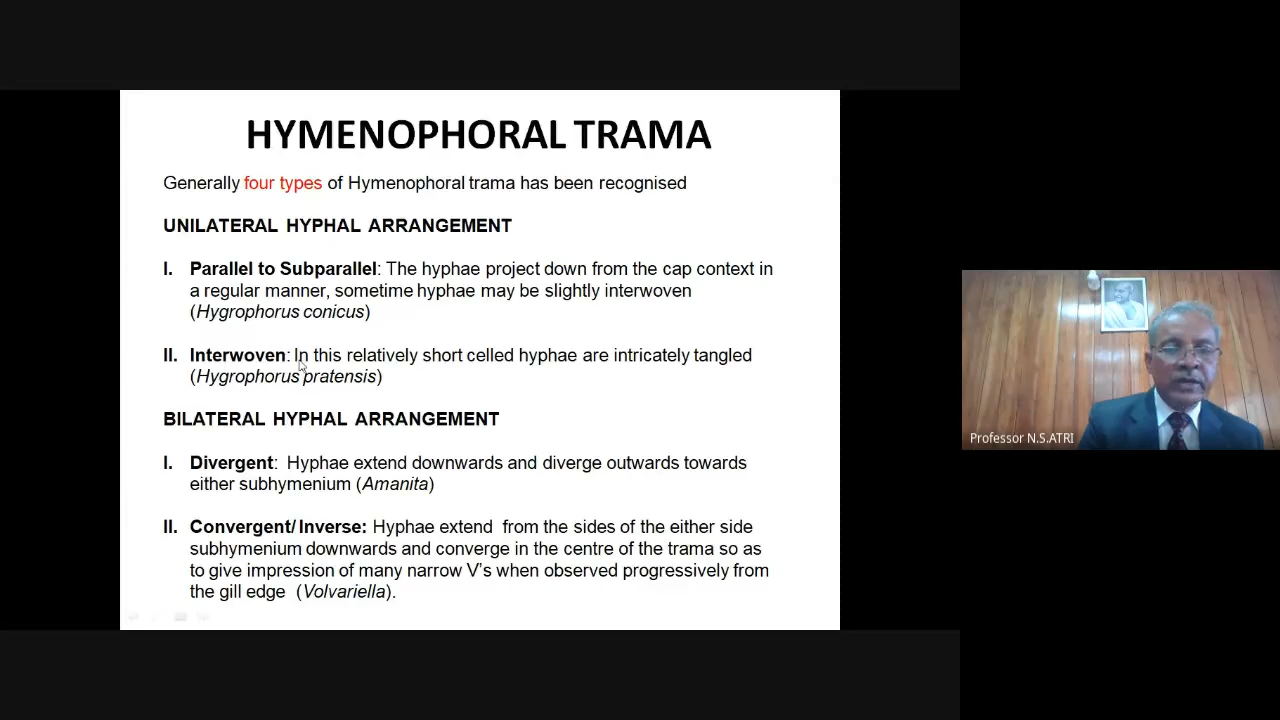 HYMENOPHORAL TRAMA
Generally four types of Hymenophoral trama has been recognised
UNILATERAL HYPHAL ARRANGEMENT
I. Parallel to Subparallel: The hyphae project down from the cap context in
a regular manner, sometime hyphae may be slightly interwoven
(Hygrophorus conicus)
II. Interwoven: In this relatively short celled hyphae are intricately tangled
(Hygrophorus pratensis)
BILATERAL HYPHAL ARRANGEMENT
I. Divergent: Hyphae extend downwards and diverge outwards towards
either subhymenium (Amanita)
II. Convergent/ Inverse: Hyphae extend from the sides of the either side
subhymenium downwards and converge in the centre of the trama so as
to give impression of many narrow V's when observed progressively from
the gill edge (Volvariella).
Professor N.S.ATRI